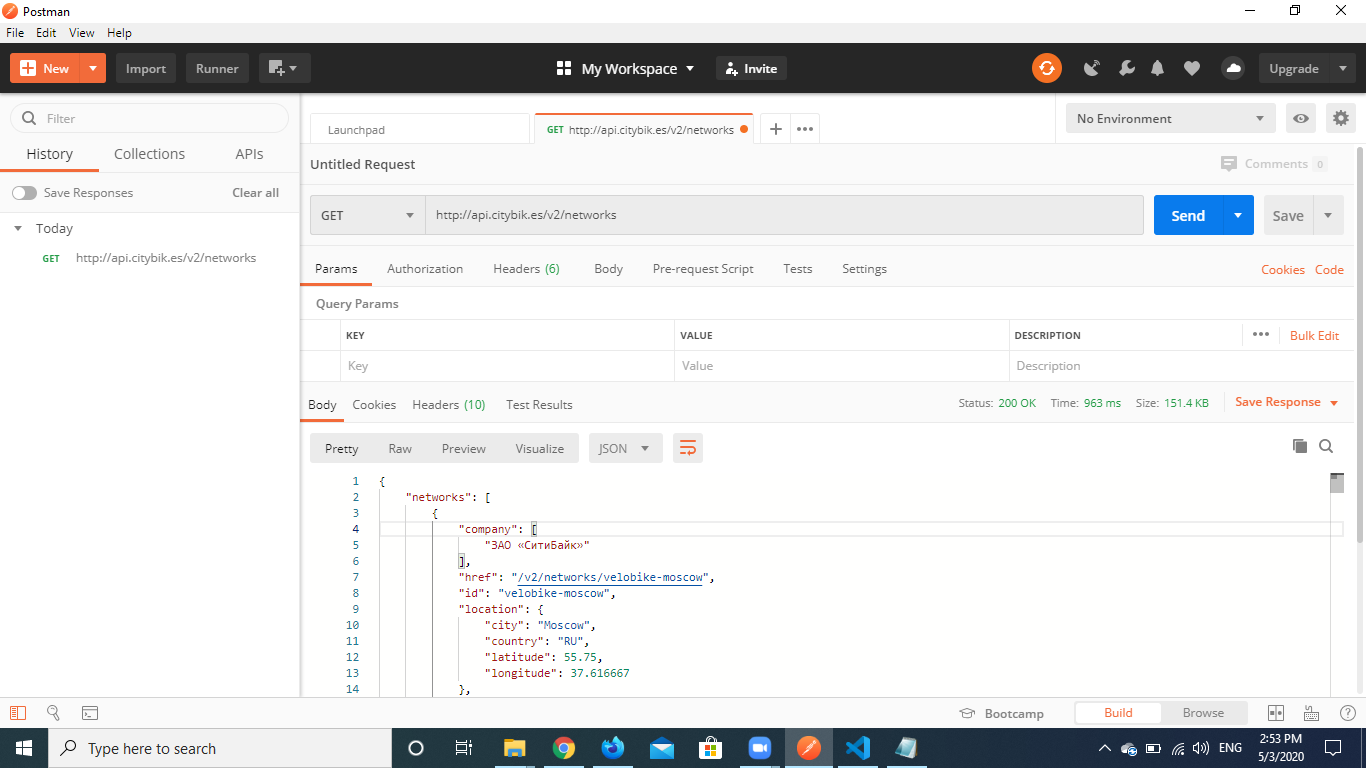 Postman
File Edit View Help
New Import Runner My Workspace Invite Upgrade
Filter
Launchpad GET http://api.citybik.es/v2/networks No Environment
History Collections APIs
Untitled Request Comments 0
Save Responses Clear all
GET http://api.citybik.es/v2/networks Send Save
Today
GET http://api.citybik.es/v2/networks
Params Authorization Headers (6) Body Pre-request Script Tests Settings Cookies Code
Query Params
KEY VALUE DESCRIPTION Bulk Edit
Key Value Description
Body Cookies Headers (10) Test Results Status: 200 OK Time: 963 ms Size: 151.4 KB Save Response
Pretty Raw Preview Visualize JSON
1 {
2 "networks": [
3 {
4 "company": [
5 "ЗАО «СитиБайк»"
6 ],
7 "href": "/v2/networks/velobike-moscow",
8 "id": "velobike-moscow",
9 "location": {
10 "city": "Moscow",
11 "country": "RU",
12 "latitude": 55.75,
13 "longitude": 37.616667
14 },
Bootcamp Build Browse
Type here to search
ENG
2:53 PM
5/3/2020